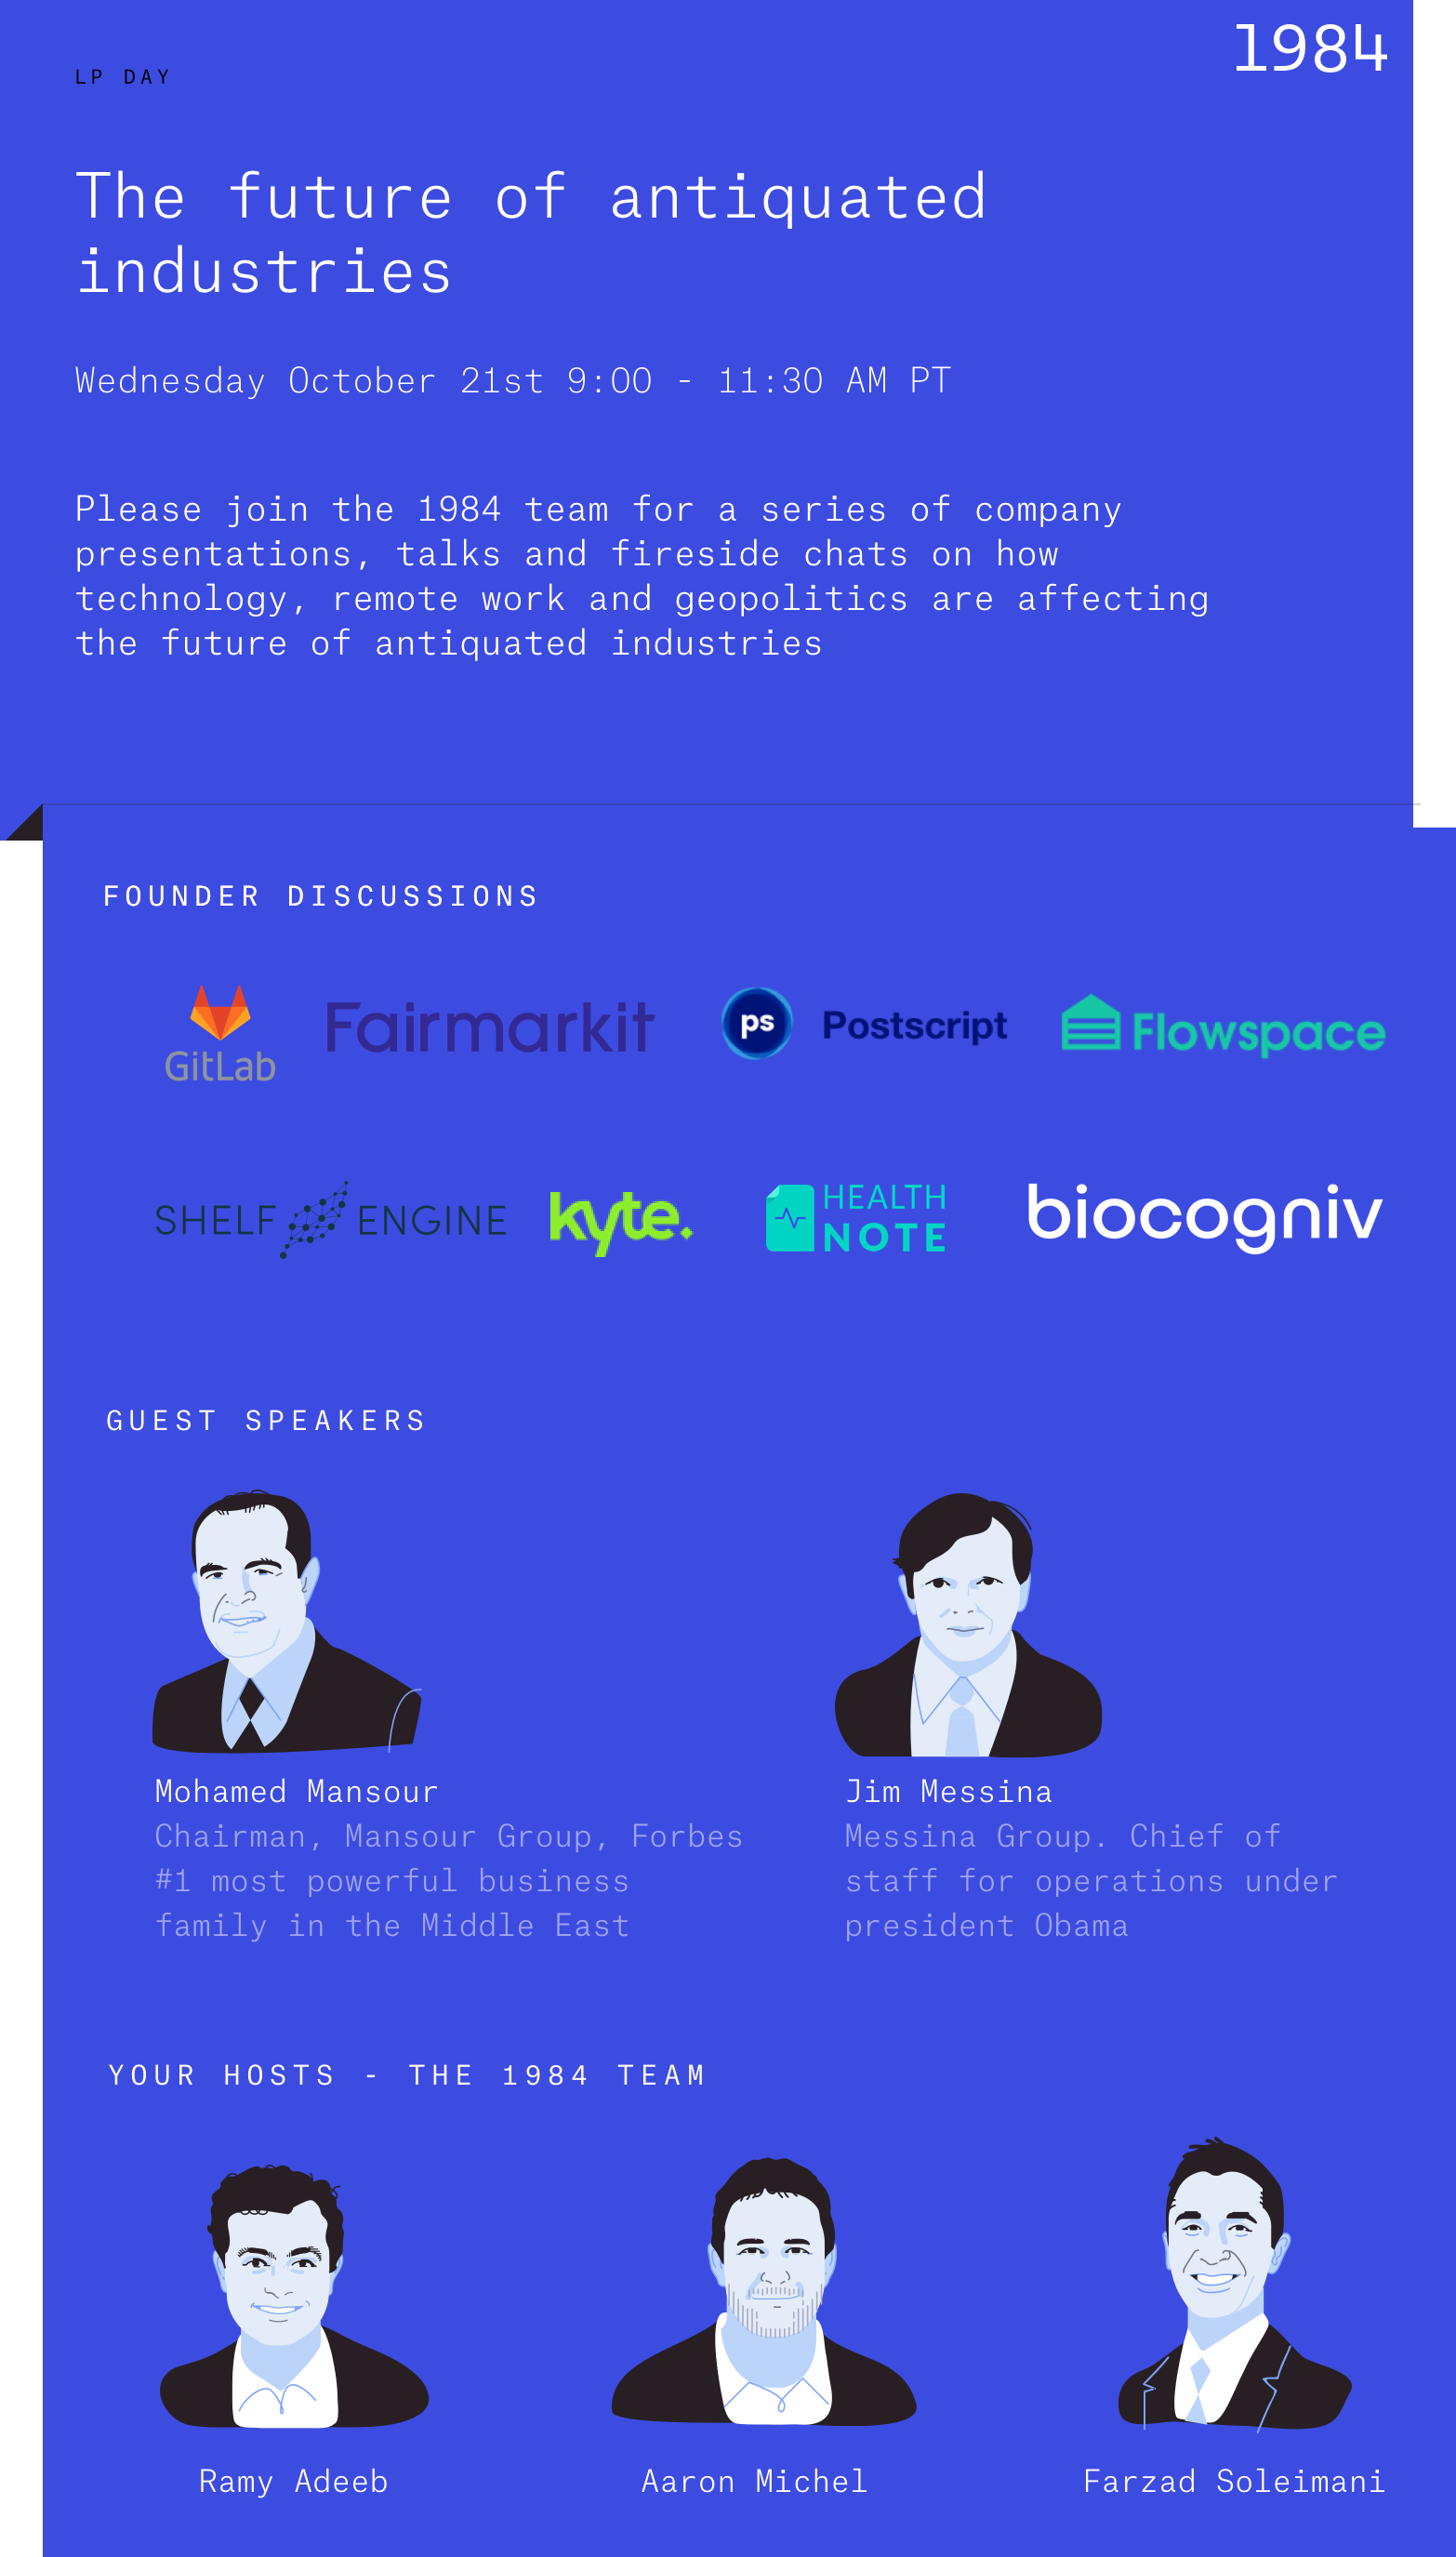 1984
LP DAY
The future of antiquated
industries
Wednesday October 21st 9:00 - 11:30 AM PT
Please join the 1984 team for a series of company
presentations, talks and fireside chats on how
technology, remote work and geopolitics are affecting
the future of antiquated industries
FOUNDER DISCUSSIONS
GitLab
Fairmarkit
ps Postscript
Flowspace
SHELF ENGINE
kyte.
HEALTH
NOTE
biocogniv
GUEST SPEAKERS
Mohamed Mansour
Chairman, Mansour Group, Forbes
#1 most powerful business
family in the Middle East
Jim Messina
Messina Group. Chief of
staff for operations under
president Obama
YOUR HOSTS - THE 1984 TEAM
Ramy Adeeb
Aaron Michel
Farzad Soleimani